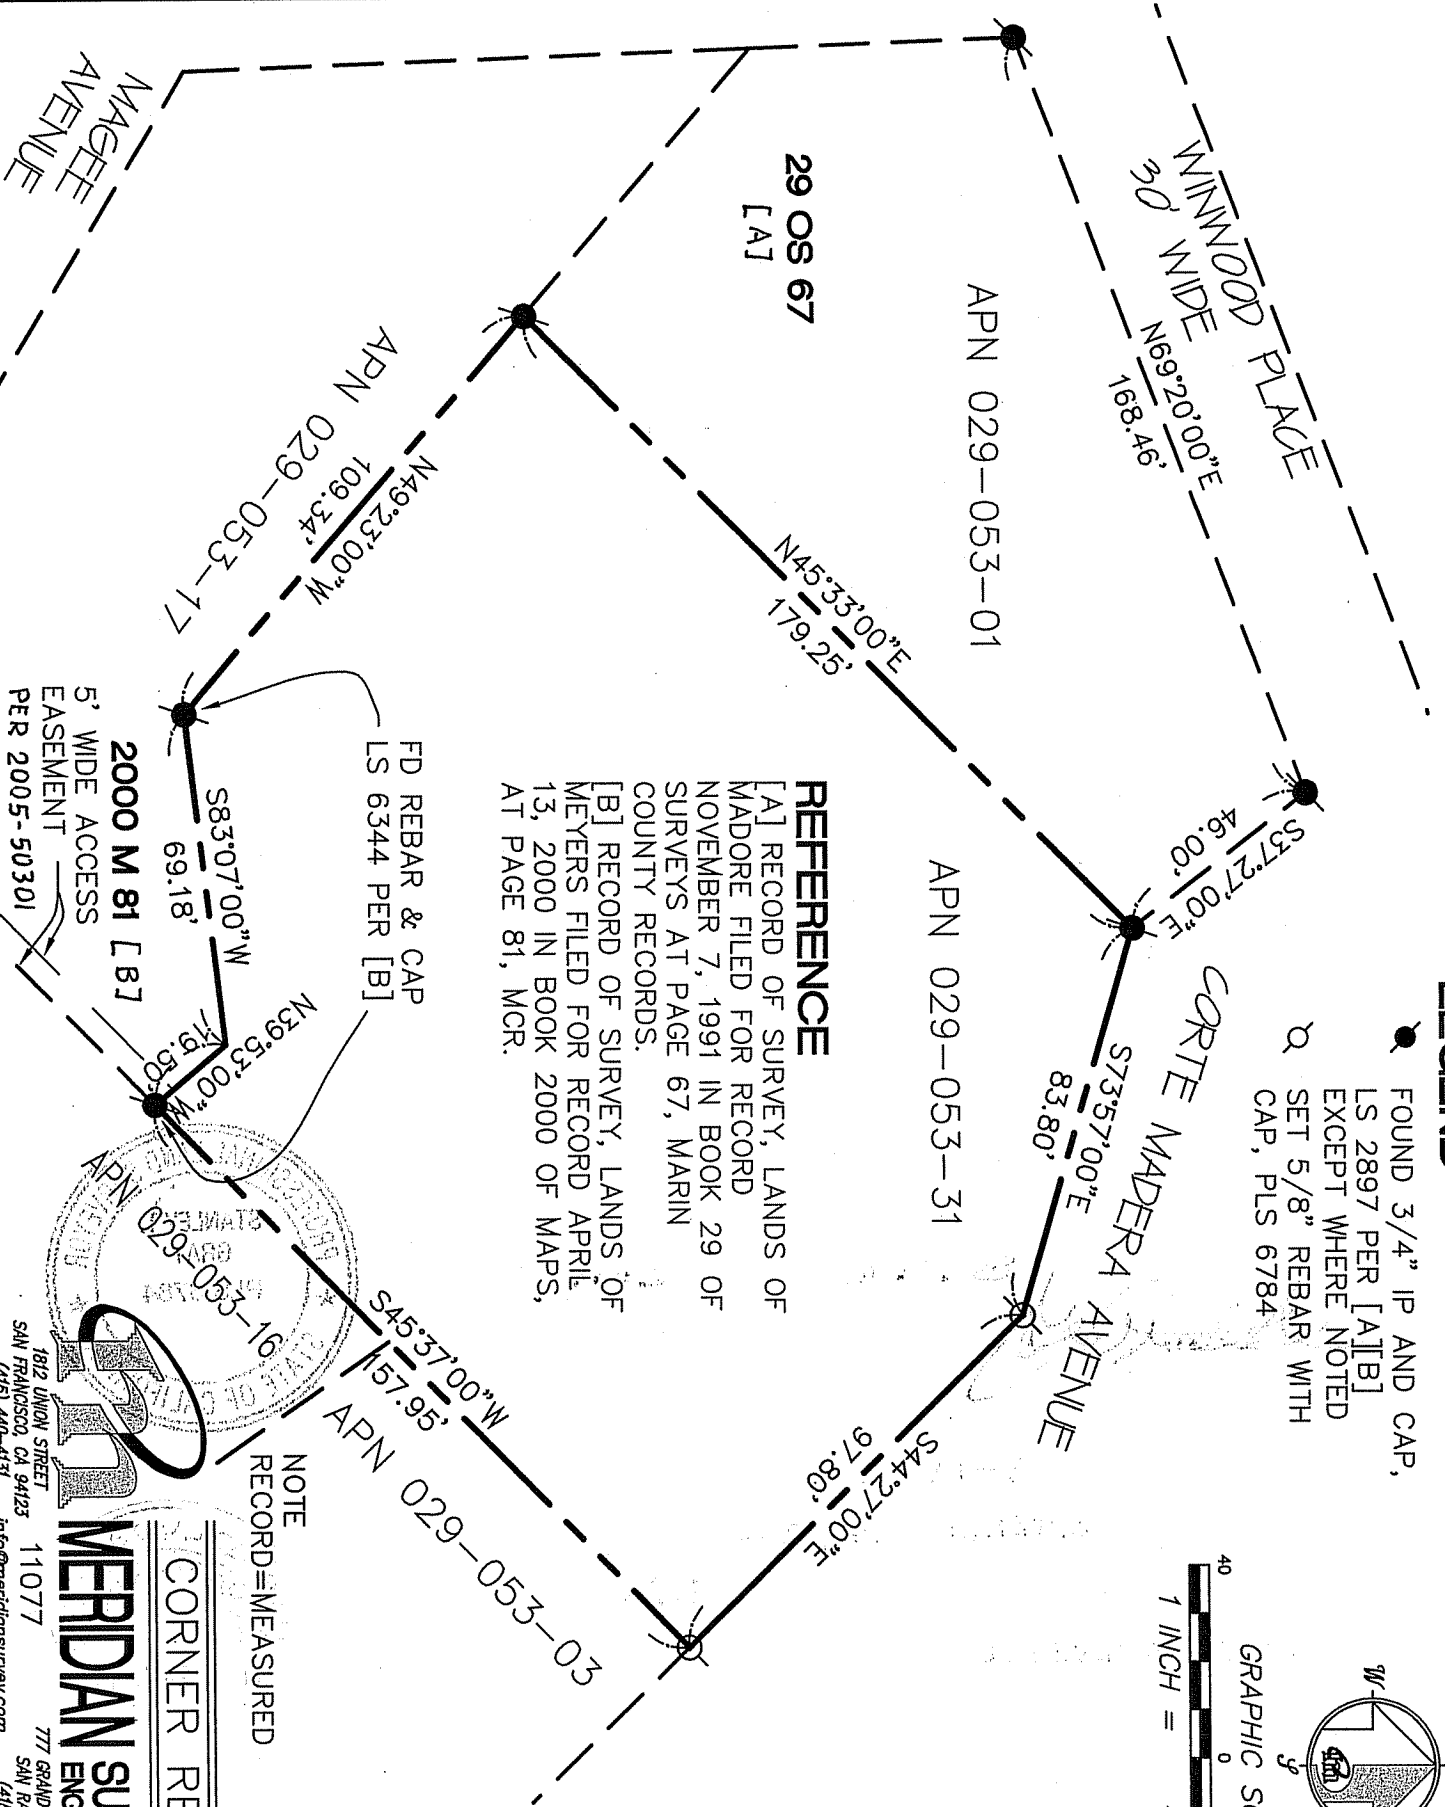 FOUND 3/4" IP AND CAP,
LS 2897 PER [A][B]
EXCEPT WHERE NOTED
SET 5/8" REBAR WITH
CAP, PLS 6784
40
0
GRAPHIC
1 INCH =
W
WINWOOD PLACE
30' WIDE
N69°20'00"E
168.46'
S37°27'00"E
46.00'
CORTE MADERA AVENUE
S73°57'00"E
83.80'
S44°27'00"E
97.80'
APN 029-053-01
APN 029-053-31
29 OS 67
[A]
N45°33'00"E
179.25'
REFERENCE
[A] RECORD OF SURVEY, LANDS OF
MADORE FILED FOR RECORD
NOVEMBER 7, 1991 IN BOOK 29 OF
SURVEYS AT PAGE 67, MARIN
COUNTY RECORDS.
[B] RECORD OF SURVEY, LANDS OF
MEYERS FILED FOR RECORD APRIL
13, 2000 IN BOOK 2000 OF MAPS,
AT PAGE 81, MCR.
FD REBAR & CAP
LS 6344 PER [B]
N49°23'00"W
109.34'
APN 029-053-17
MAGEE
AVENUE
S83°07'00"W
69.18'
N39°53'00"W
19.50'
2000 M 81 [B]
5' WIDE ACCESS
EASEMENT
PER 2005-50301
S45°37'00"W
157.95'
APN 029-053-16
APN 029-053-03
NOTE
RECORD=MEASURED
CORNER
MERIDIAN
1812 UNION STREET
SAN FRANCISCO, CA 94123
(415) 440-4131
11077
info@meridiansurvey.com
777 GRAND
SAN